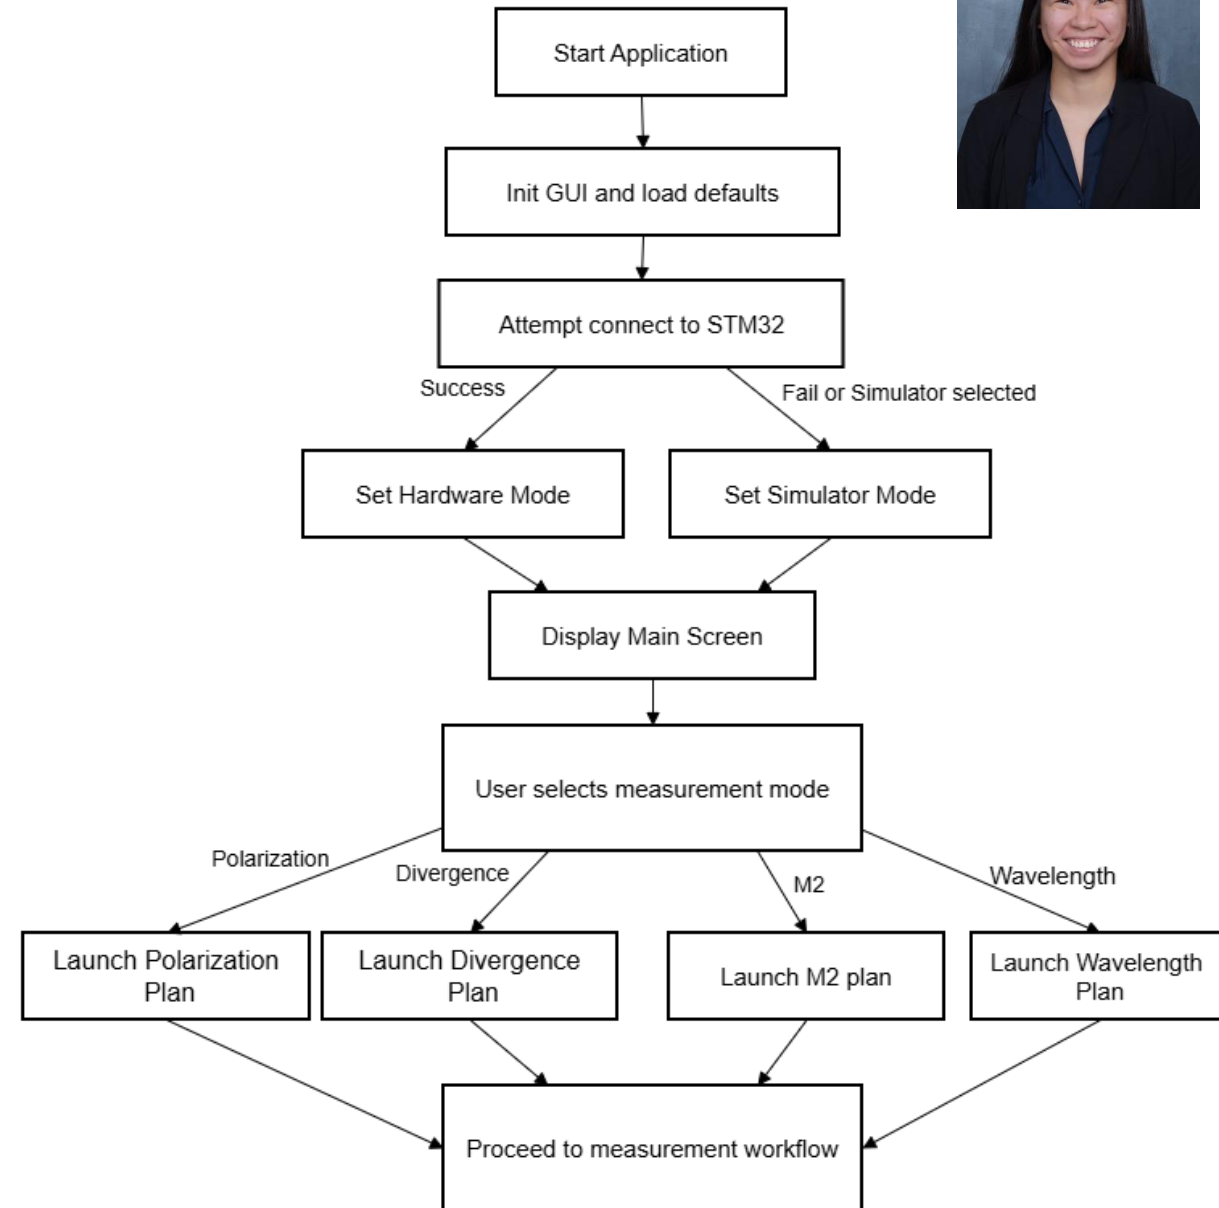 Start Application
Init GUI and load defaults
Attempt connect to STM32
Success
Fail or Simulator selected
Set Hardware Mode
Set Simulator Mode
Display Main Screen
User selects measurement mode
Polarization
Divergence
M2
Wavelength
Launch Polarization
Plan
Launch Divergence
Plan
Launch M2 plan
Launch Wavelength
Plan
Proceed to measurement workflow